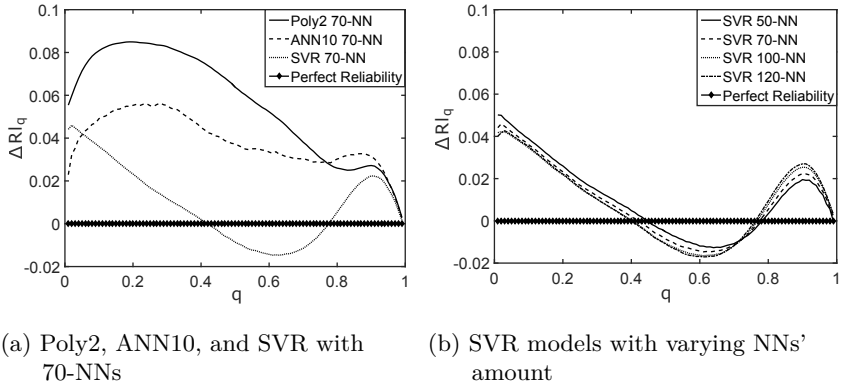 0.1
0.08
0.06
0.04
0.02
0
-0.02
ΔRI_q
0
0.2
0.4
0.6
0.8
1
q
Poly2 70-NN
ANN10 70-NN
SVR 70-NN
Perfect Reliability
(a) Poly2, ANN10, and SVR with
70-NNs
0.1
0.08
0.06
0.04
0.02
0
-0.02
ΔRI_q
0
0.2
0.4
0.6
0.8
1
q
SVR 50-NN
SVR 70-NN
SVR 100-NN
SVR 120-NN
Perfect Reliability
(b) SVR models with varying NNs'
amount